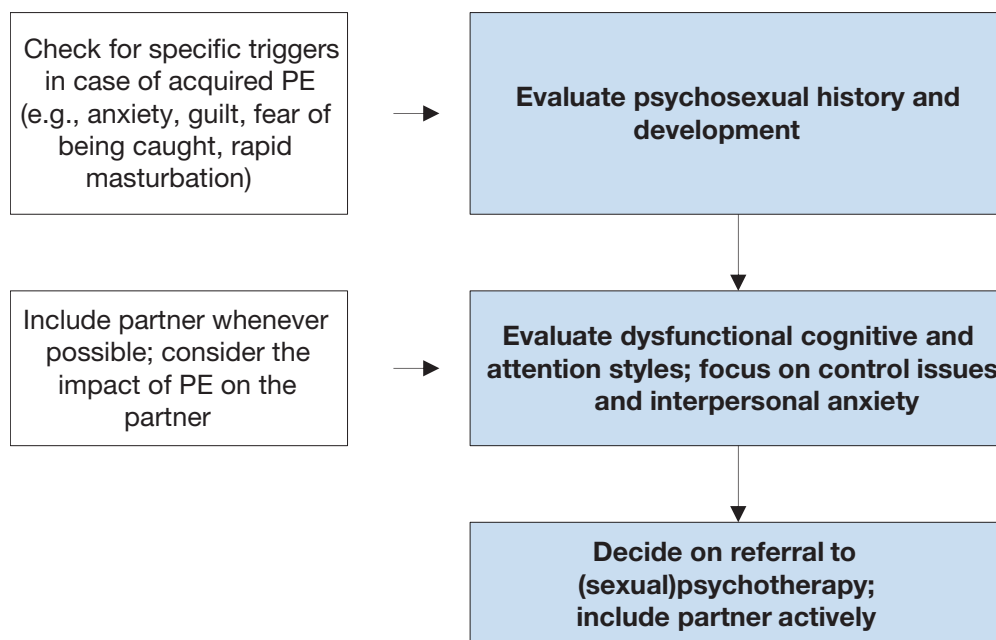 Check for specific triggers
in case of acquired PE
(e.g., anxiety, guilt, fear of
being caught, rapid
masturbation)
Evaluate psychosexual history and
development
Include partner whenever
possible; consider the
impact of PE on the
partner
Evaluate dysfunctional cognitive and
attention styles; focus on control issues
and interpersonal anxiety
Decide on referral to
(sexual)psychotherapy;
include partner actively